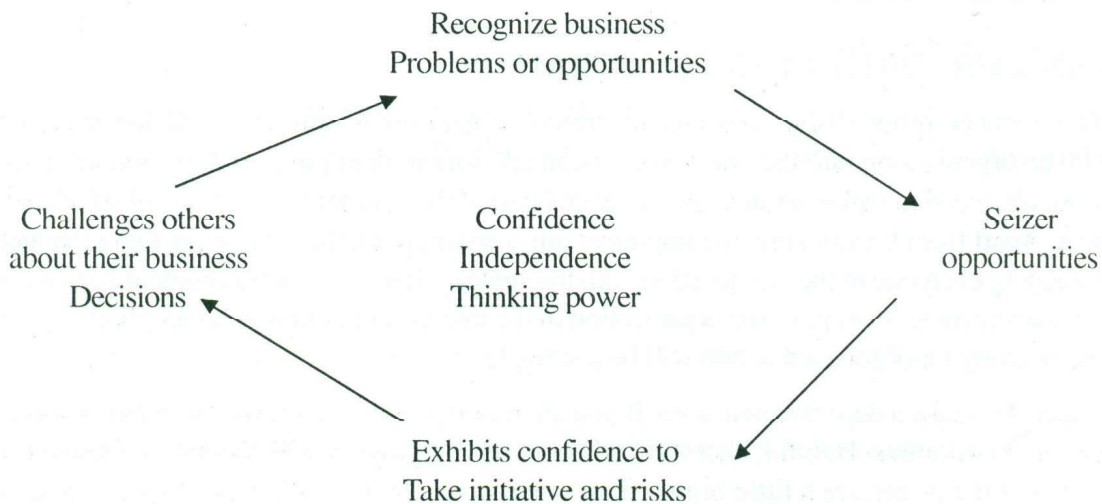 Recognize business
Problems or opportunities
Challenges others
about their business
Decisions
Confidence
Independence
Thinking power
Seizer
opportunities
Exhibits confidence to
Take initiative and risks